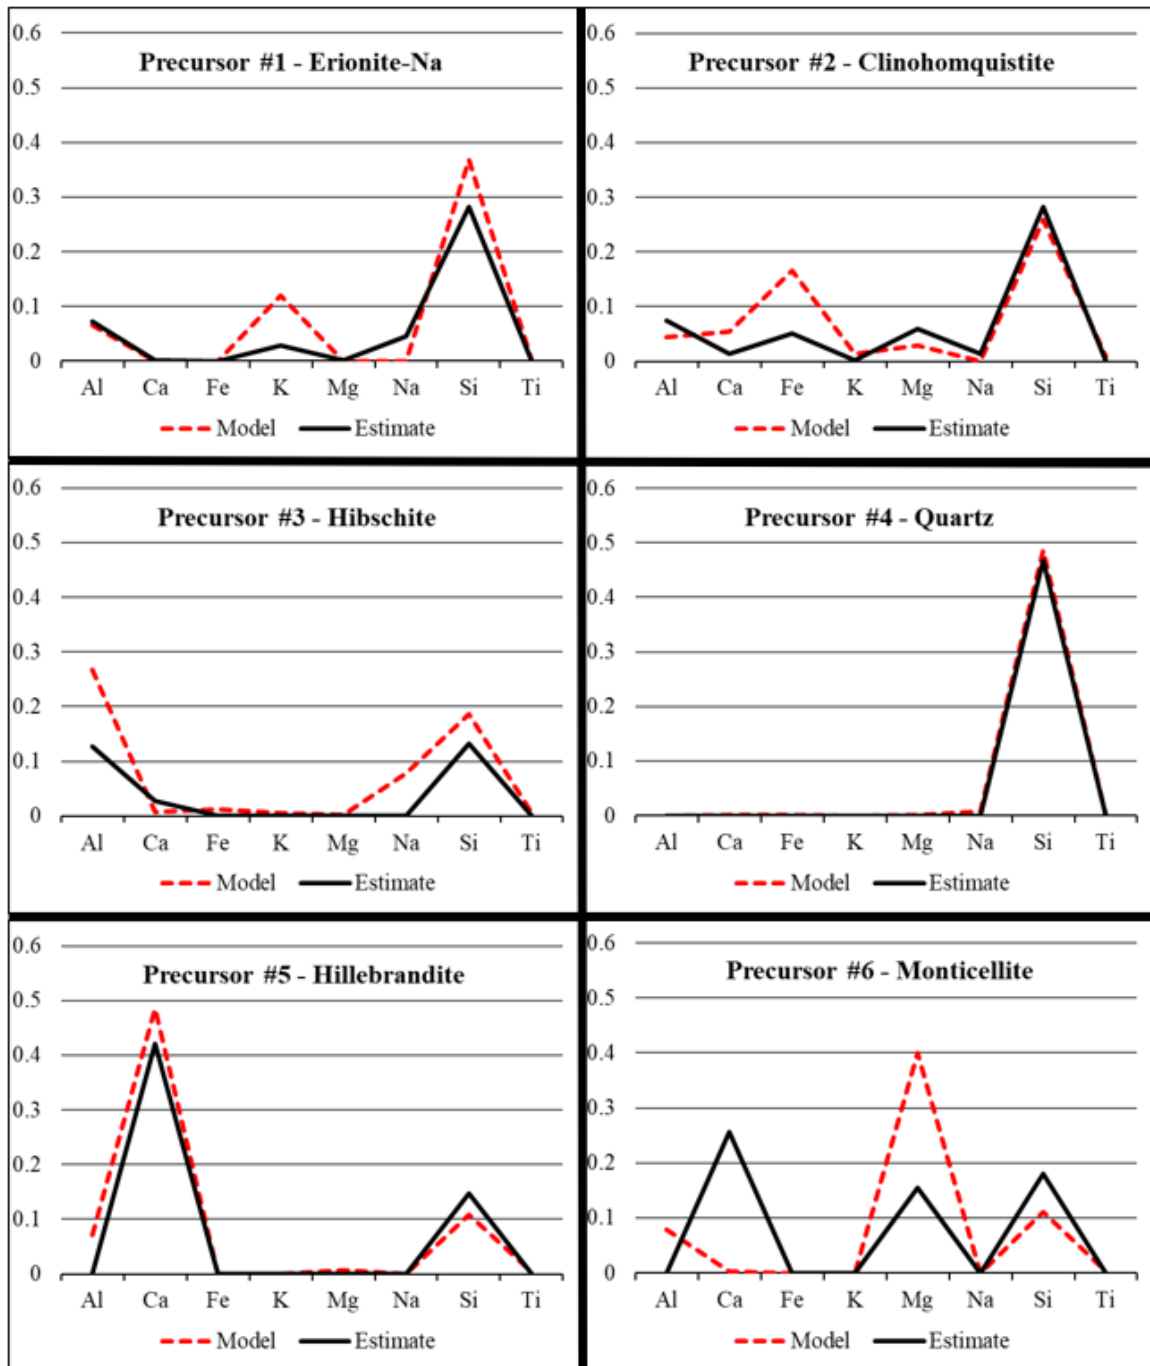 0.6
Precursor #1 - Erionite-Na
0.5
0.4
0.3
0.2
0.1
0
Al Ca Fe K Mg Na Si Ti
Model Estimate
0.6
Precursor #2 - Clinohomquistite
0.5
0.4
0.3
0.2
0.1
0
Al Ca Fe K Mg Na Si Ti
Model Estimate
0.6
Precursor #3 - Hibschite
0.5
0.4
0.3
0.2
0.1
0
Al Ca Fe K Mg Na Si Ti
Model Estimate
0.6
Precursor #4 - Quartz
0.5
0.4
0.3
0.2
0.1
0
Al Ca Fe K Mg Na Si Ti
Model Estimate
0.6
Precursor #5 - Hillebrandite
0.5
0.4
0.3
0.2
0.1
0
Al Ca Fe K Mg Na Si Ti
Model Estimate
0.6
Precursor #6 - Monticellite
0.5
0.4
0.3
0.2
0.1
0
Al Ca Fe K Mg Na Si Ti
Model Estimate